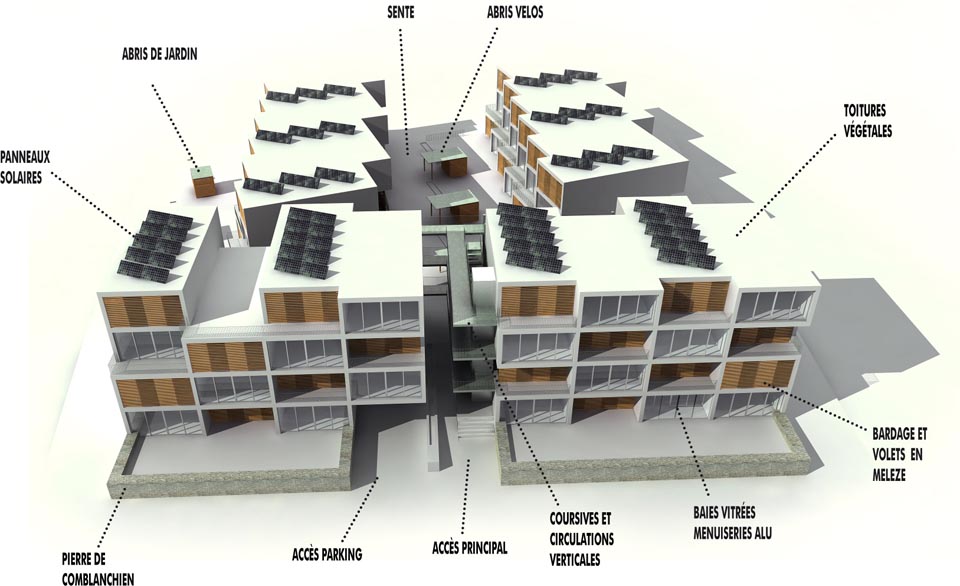 SENTE
ABRIS VELOS
ABRIS DE JARDIN
TOITURES
VÉGÉTALES
PANNEAUX
SOLAIRES
BARDAGE ET
VOLETS EN
MELEZE
BAIES VITRÉES
MENUISERIES ALU
COURSIVES ET
CIRCULATIONS
VERTICALES
ACCÈS PRINCIPAL
ACCÈS PARKING
PIERRE DE
COMBLANCHIEN